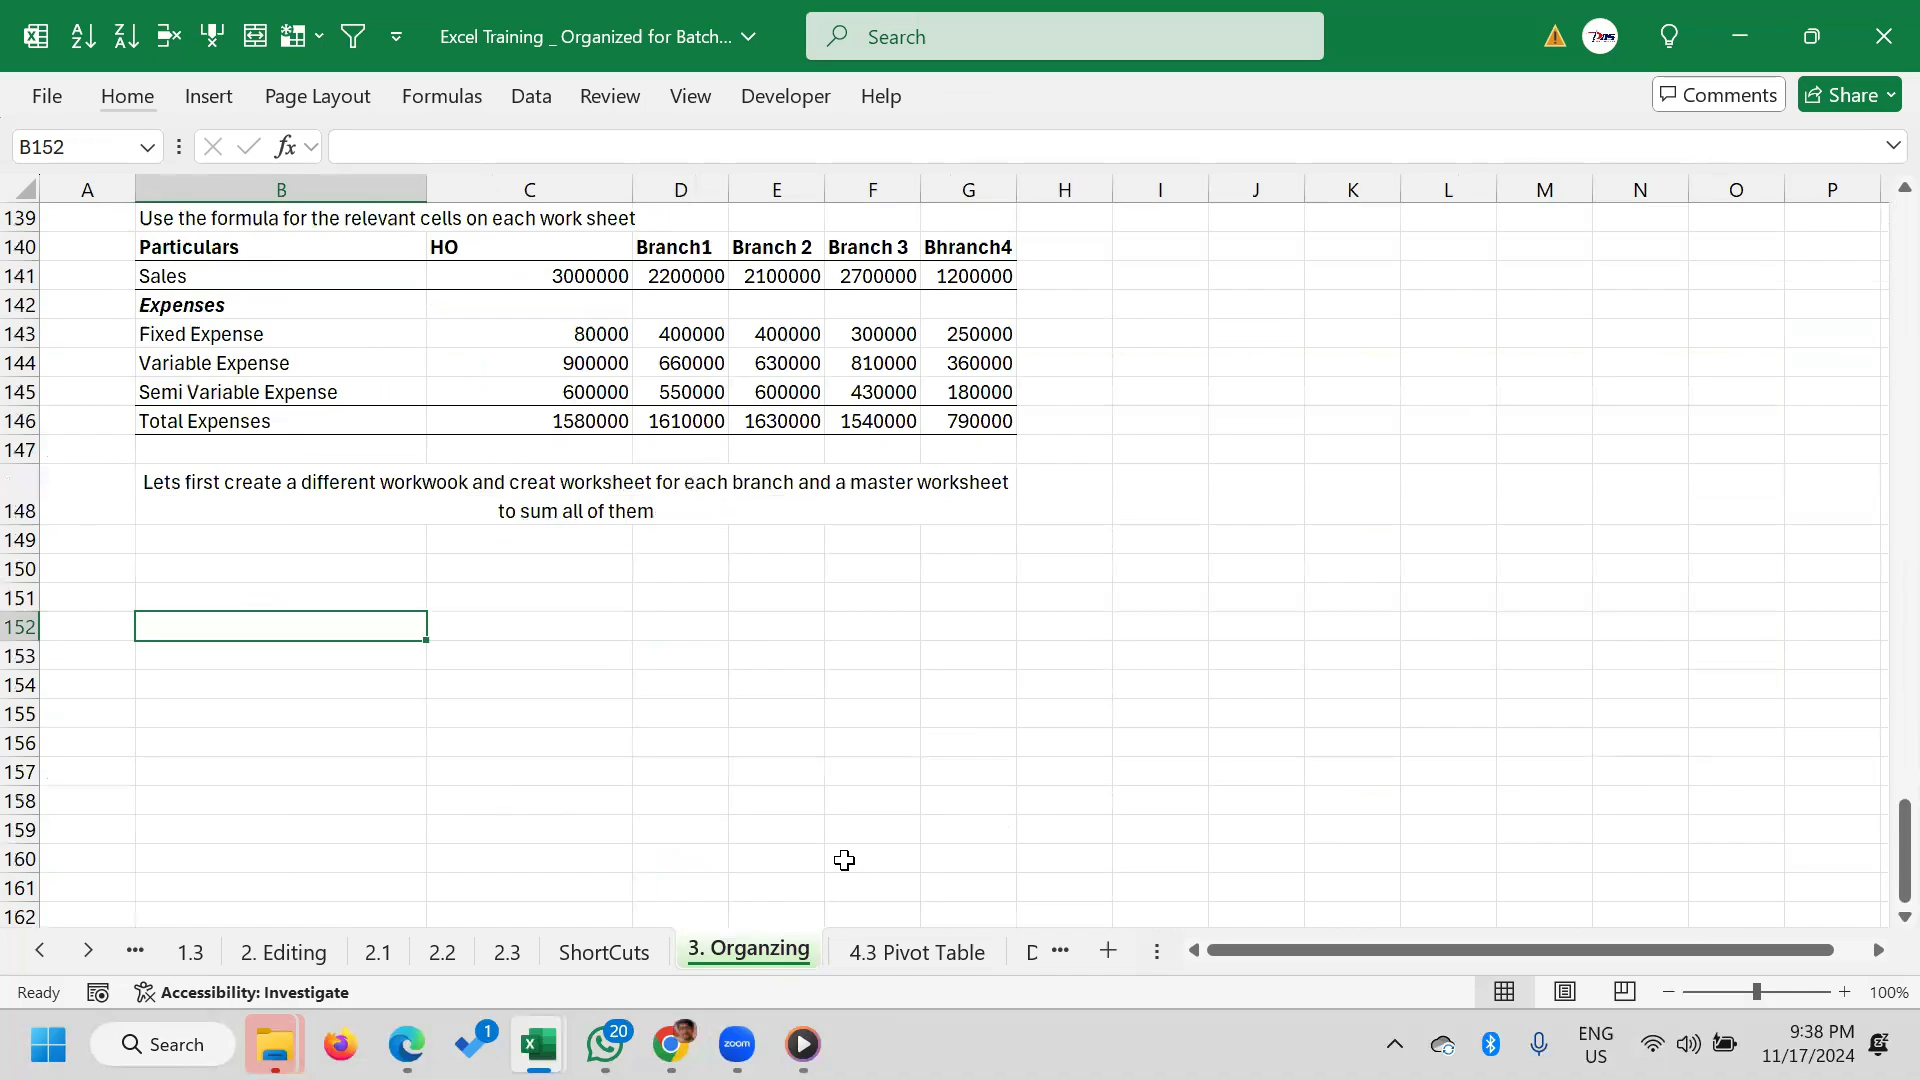 Excel Training _ Organized for Batch...
Search
File Home Insert Page Layout Formulas Data Review View Developer Help
Comments Share
B152
fx
A B C D E F G H I J K L M N O P
139 Use the formula for the relevant cells on each work sheet
140 Particulars HO Branch1 Branch 2 Branch 3 Bhranch4
141 Sales 3000000 2200000 2100000 2700000 1200000
142 Expenses
143 Fixed Expense 80000 400000 400000 300000 250000
144 Variable Expense 900000 660000 630000 810000 360000
145 Semi Variable Expense 600000 550000 600000 430000 180000
146 Total Expenses 1580000 1610000 1630000 1540000 790000
147
Lets first create a different workwook and creat worksheet for each branch and a master worksheet
148 to sum all of them
149
150
151
152
153
154
155
156
157
158
159
160
161
162
1.3 2. Editing 2.1 2.2 2.3 ShortCuts 3. Organzing 4.3 Pivot Table D
Ready Accessibility: Investigate 100%
Search 1 20 zoom ENG US 9:38 PM 11/17/2024